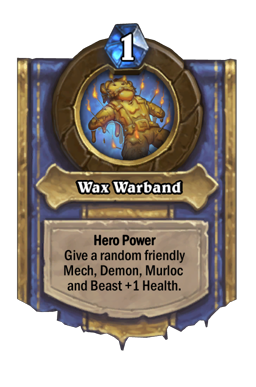 1
Wax Warband
Hero Power
Give a random friendly
Mech, Demon, Murloc
and Beast +1 Health.